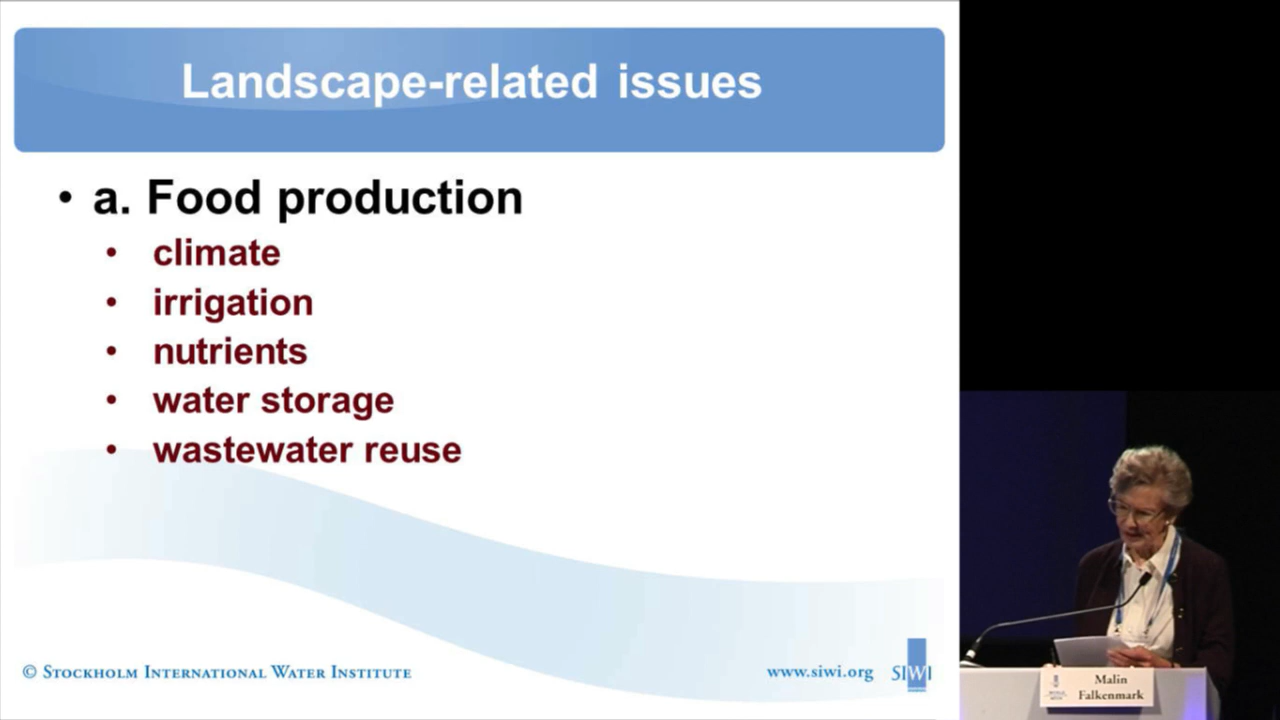 Landscape-related issues
• a. Food production
• climate
• irrigation
• nutrients
• water storage
• wastewater reuse
© Stockholm International Water Institute
www.siwi.org
SIWI
Malin
Falkenmark